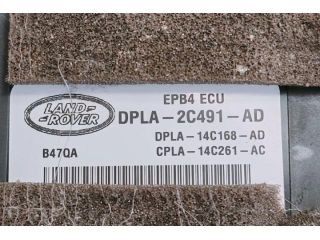 EPB4 ECU
LAND-
-ROVER
DPLA-2C491-AD
DPLA-14C168-AD
B47QA
CPLA-14C261-AC